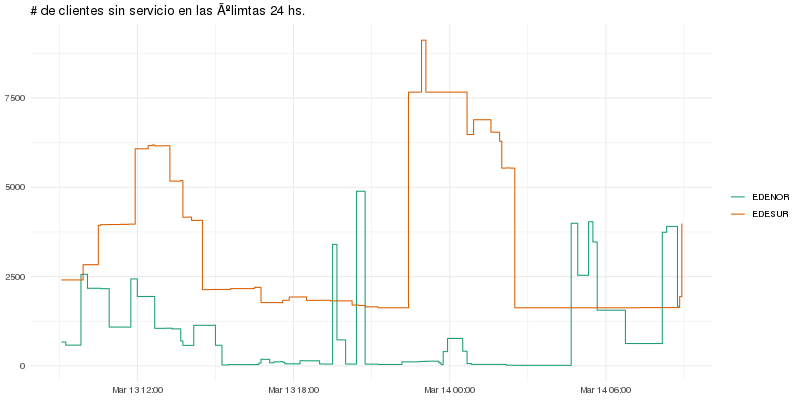 # de clientes sin servicio en las Ãºlimtas 24 hs.
7500
5000
2500
0
Mar 13 12:00
Mar 13 18:00
Mar 14 00:00
Mar 14 06:00
EDENOR
EDESUR